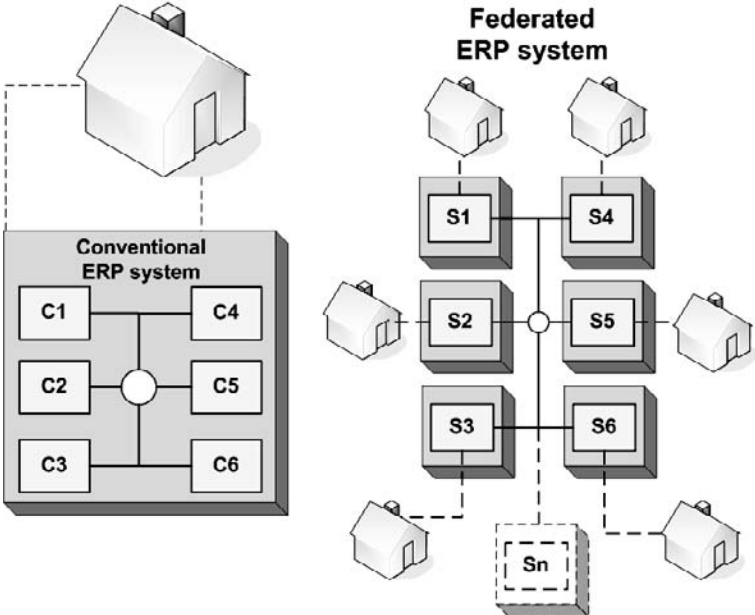 Federated
ERP system
Conventional
ERP system
C1
C4
C2
C5
C3
C6
S1
S4
S2
S5
S3
S6
Sn